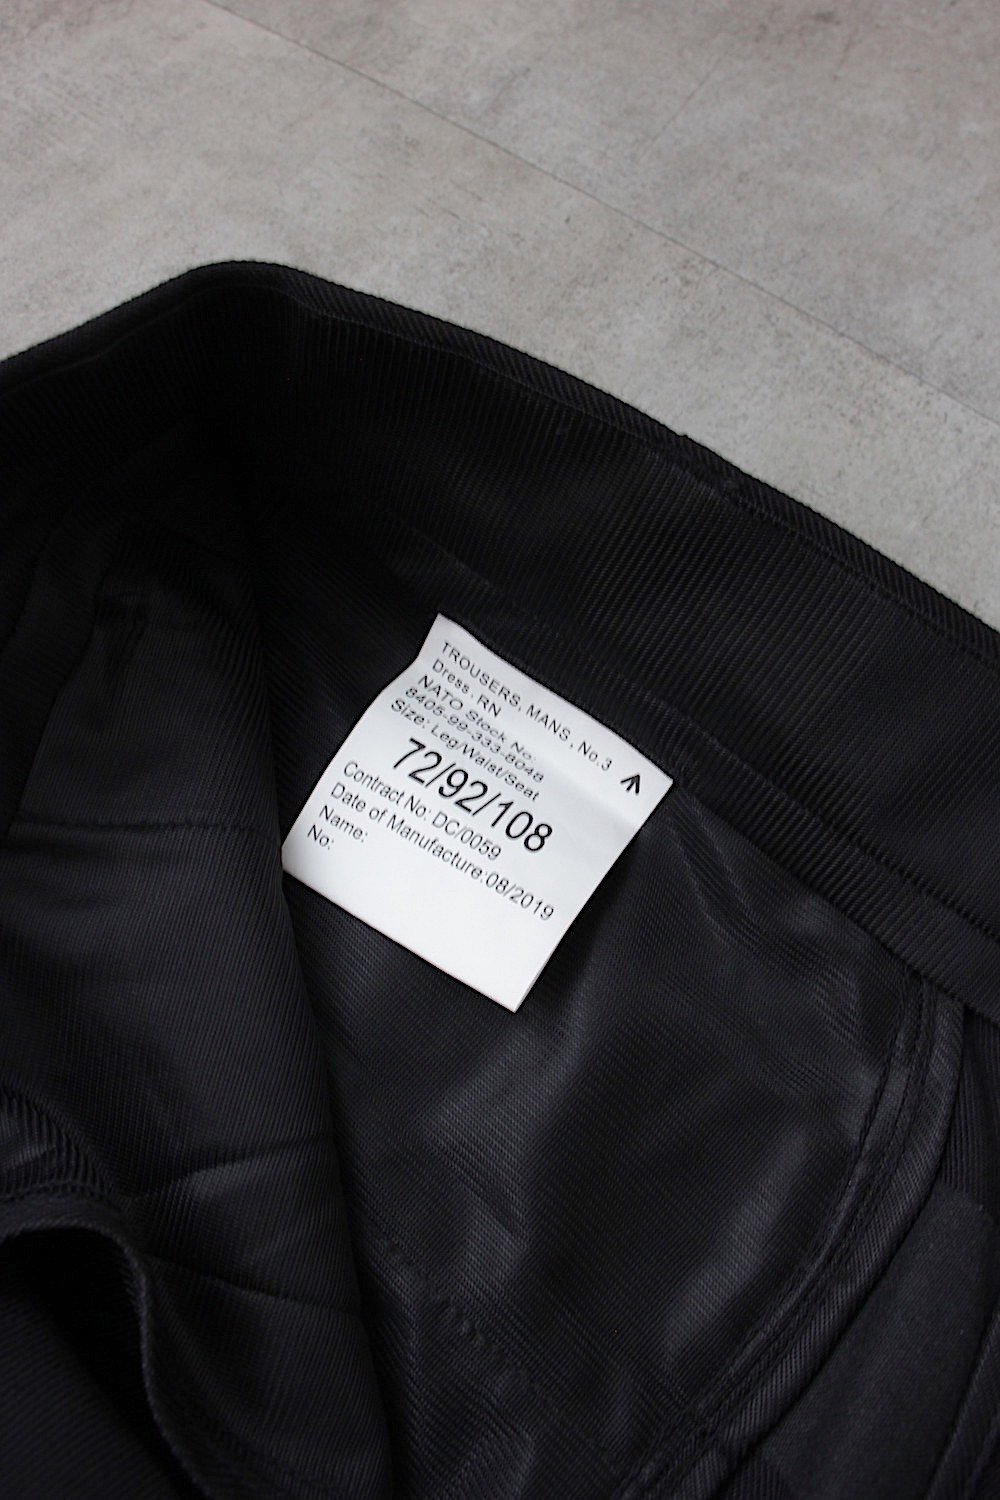 TROUSERS, MANS, No.3
Dress. RN
NATO Stock No:
8405-99-333-8048
Size: Leg/Waist/Seat
72/92/108
Contract No: DC/0059
Date of Manufacture:08/2019
Name:
No: